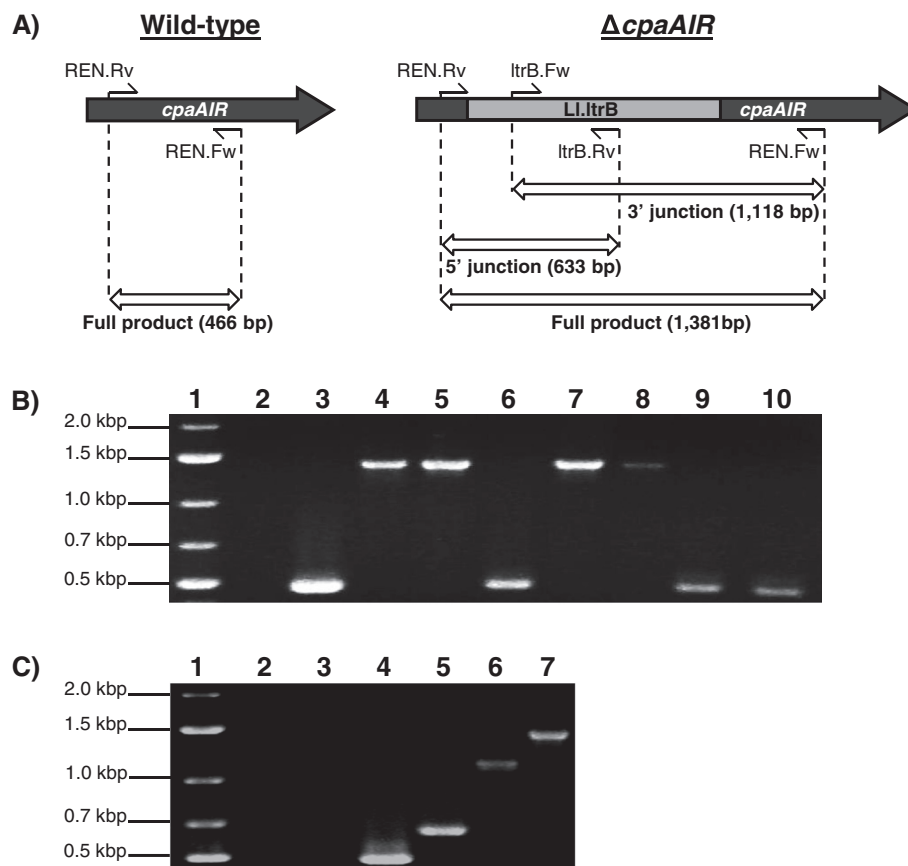 A)
Wild-type
ΔcpaAIR
REN.Rv
cpaAIR
REN.Fw
Full product (466 bp)
REN.Rv
ltrB.Fw
Ll.ltrB
cpaAIR
ltrB.Rv
REN.Fw
3' junction (1,118 bp)
5' junction (633 bp)
Full product (1,381bp)
B)
1 2 3 4 5 6 7 8 9 10
2.0 kbp
1.5 kbp
1.0 kbp
0.7 kbp
0.5 kbp
C)
1 2 3 4 5 6 7
2.0 kbp
1.5 kbp
1.0 kbp
0.7 kbp
0.5 kbp